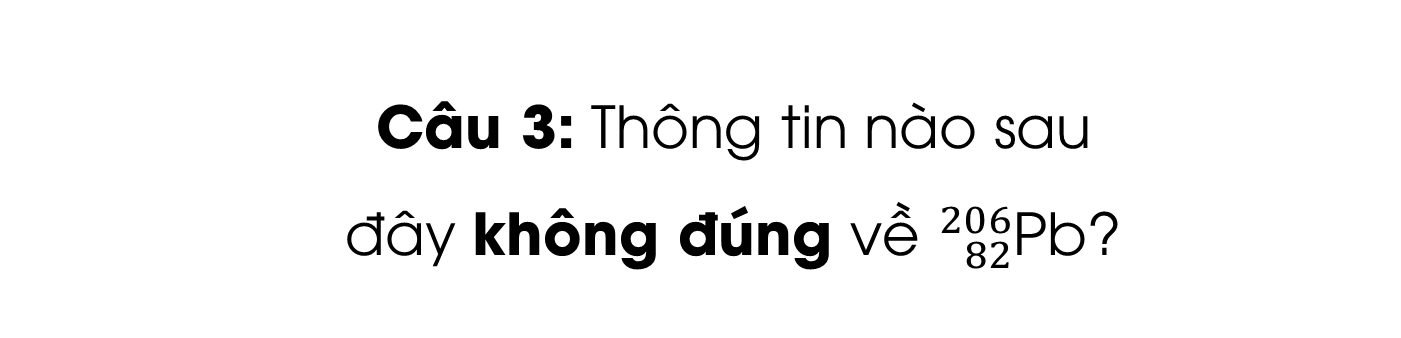 Câu 3: Thông tin nào sau
đây không đúng về ²⁰⁶₈₂Pb?